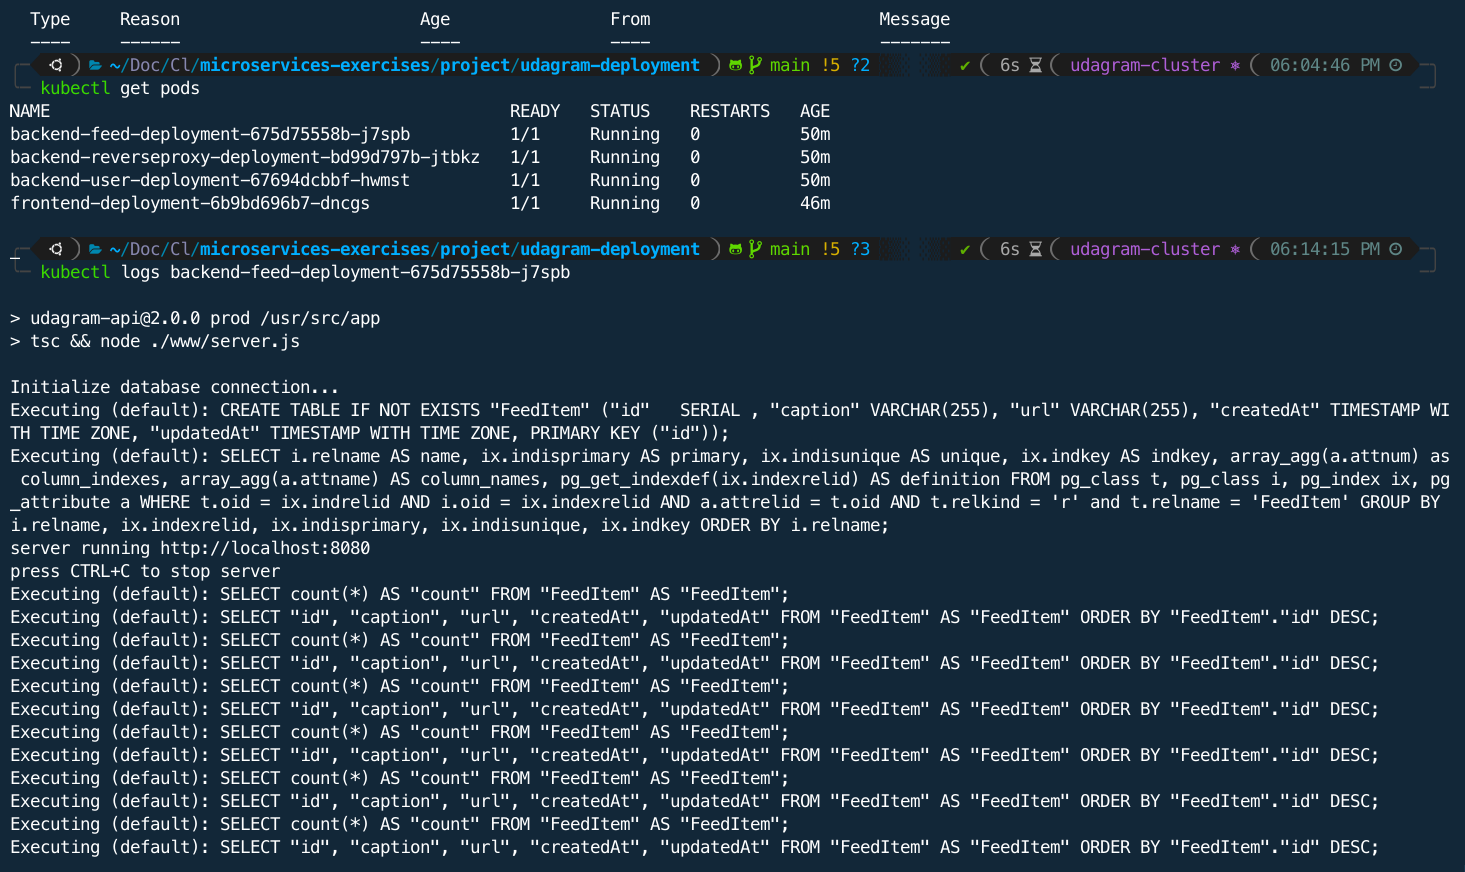 Type Reason Age From Message
---- ------ ---- ---- -------
~/Doc/Cl/microservices-exercises/project/udagram-deployment main !5 ?2 ✔ 6s udagram-cluster 06:04:46 PM
kubectl get pods
NAME READY STATUS RESTARTS AGE
backend-feed-deployment-675d75558b-j7spb 1/1 Running 0 50m
backend-reverseproxy-deployment-bd99d797b-jtbkz 1/1 Running 0 50m
backend-user-deployment-67694dcbbf-hwmst 1/1 Running 0 50m
frontend-deployment-6b9bd696b7-dncgs 1/1 Running 0 46m
~/Doc/Cl/microservices-exercises/project/udagram-deployment main !5 ?3 ✔ 6s udagram-cluster 06:14:15 PM
kubectl logs backend-feed-deployment-675d75558b-j7spb
> udagram-api@2.0.0 prod /usr/src/app
> tsc && node ./www/server.js
Initialize database connection...
Executing (default): CREATE TABLE IF NOT EXISTS "FeedItem" ("id"   SERIAL , "caption" VARCHAR(255), "url" VARCHAR(255), "createdAt" TIMESTAMP WI
TH TIME ZONE, "updatedAt" TIMESTAMP WITH TIME ZONE, PRIMARY KEY ("id"));
Executing (default): SELECT i.relname AS name, ix.indisprimary AS primary, ix.indisunique AS unique, ix.indkey AS indkey, array_agg(a.attnum) as
column_indexes, array_agg(a.attname) AS column_names, pg_get_indexdef(ix.indexrelid) AS definition FROM pg_class t, pg_class i, pg_index ix, pg
_attribute a WHERE t.oid = ix.indrelid AND i.oid = ix.indexrelid AND a.attrelid = t.oid AND t.relkind = 'r' and t.relname = 'FeedItem' GROUP BY
i.relname, ix.indexrelid, ix.indisprimary, ix.indisunique, ix.indkey ORDER BY i.relname;
server running http://localhost:8080
press CTRL+C to stop server
Executing (default): SELECT count(*) AS "count" FROM "FeedItem" AS "FeedItem";
Executing (default): SELECT "id", "caption", "url", "createdAt", "updatedAt" FROM "FeedItem" AS "FeedItem" ORDER BY "FeedItem"."id" DESC;
Executing (default): SELECT count(*) AS "count" FROM "FeedItem" AS "FeedItem";
Executing (default): SELECT "id", "caption", "url", "createdAt", "updatedAt" FROM "FeedItem" AS "FeedItem" ORDER BY "FeedItem"."id" DESC;
Executing (default): SELECT count(*) AS "count" FROM "FeedItem" AS "FeedItem";
Executing (default): SELECT "id", "caption", "url", "createdAt", "updatedAt" FROM "FeedItem" AS "FeedItem" ORDER BY "FeedItem"."id" DESC;
Executing (default): SELECT count(*) AS "count" FROM "FeedItem" AS "FeedItem";
Executing (default): SELECT "id", "caption", "url", "createdAt", "updatedAt" FROM "FeedItem" AS "FeedItem" ORDER BY "FeedItem"."id" DESC;
Executing (default): SELECT count(*) AS "count" FROM "FeedItem" AS "FeedItem";
Executing (default): SELECT "id", "caption", "url", "createdAt", "updatedAt" FROM "FeedItem" AS "FeedItem" ORDER BY "FeedItem"."id" DESC;
Executing (default): SELECT count(*) AS "count" FROM "FeedItem" AS "FeedItem";
Executing (default): SELECT "id", "caption", "url", "createdAt", "updatedAt" FROM "FeedItem" AS "FeedItem" ORDER BY "FeedItem"."id" DESC;